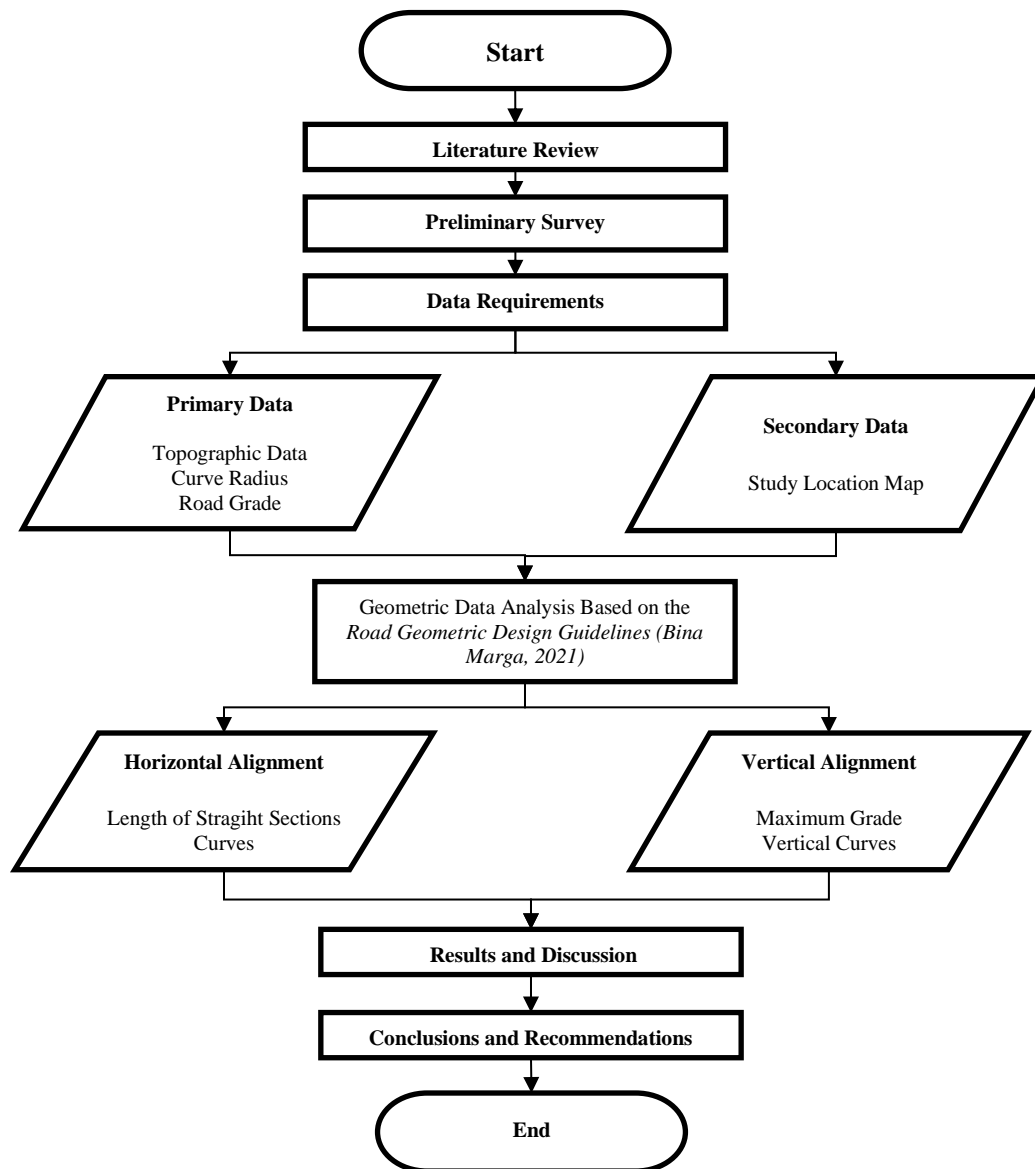 Start
Literature Review
Preliminary Survey
Data Requirements
Primary Data
Topographic Data
Curve Radius
Road Grade
Secondary Data
Study Location Map
Geometric Data Analysis Based on the
Road Geometric Design Guidelines (Bina
Marga, 2021)
Horizontal Alignment
Length of Stragiht Sections
Curves
Vertical Alignment
Maximum Grade
Vertical Curves
Results and Discussion
Conclusions and Recommendations
End